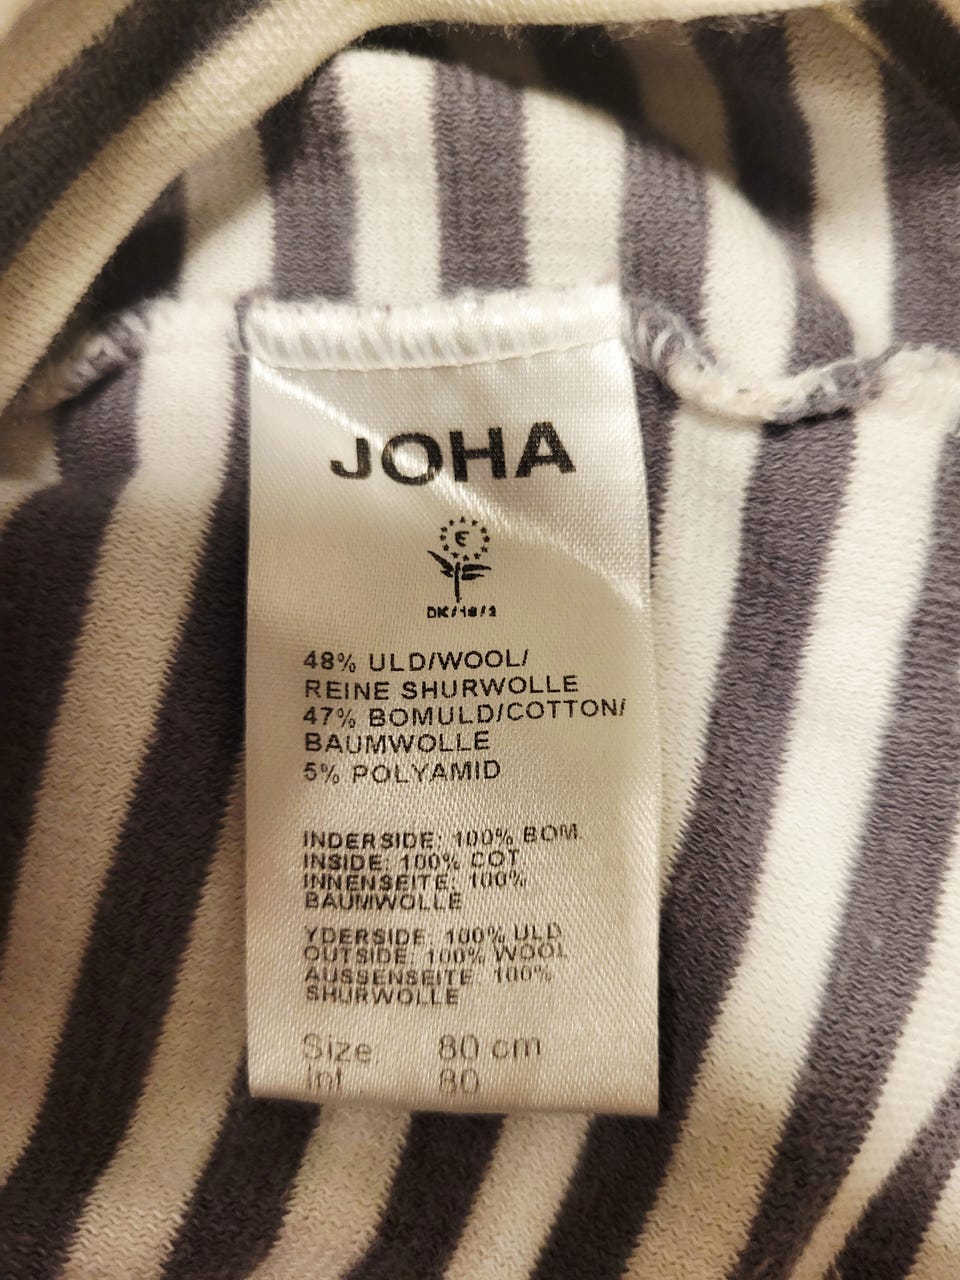 JOHA
E
DK/16/2
48% ULD/WOOL/
REINE SHURWOLLE
47% BOMULD/COTTON/
BAUMWOLLE
5% POLYAMID
INDERSIDE: 100% BOM.
INSIDE: 100% COT.
INNENSEITE: 100%
BAUMWOLLE
YDERSIDE: 100% ULD
OUTSIDE: 100% WOOL
AUSSENSEITE: 100%
SHURWOLLE
Size: 80 cm
Int. 80